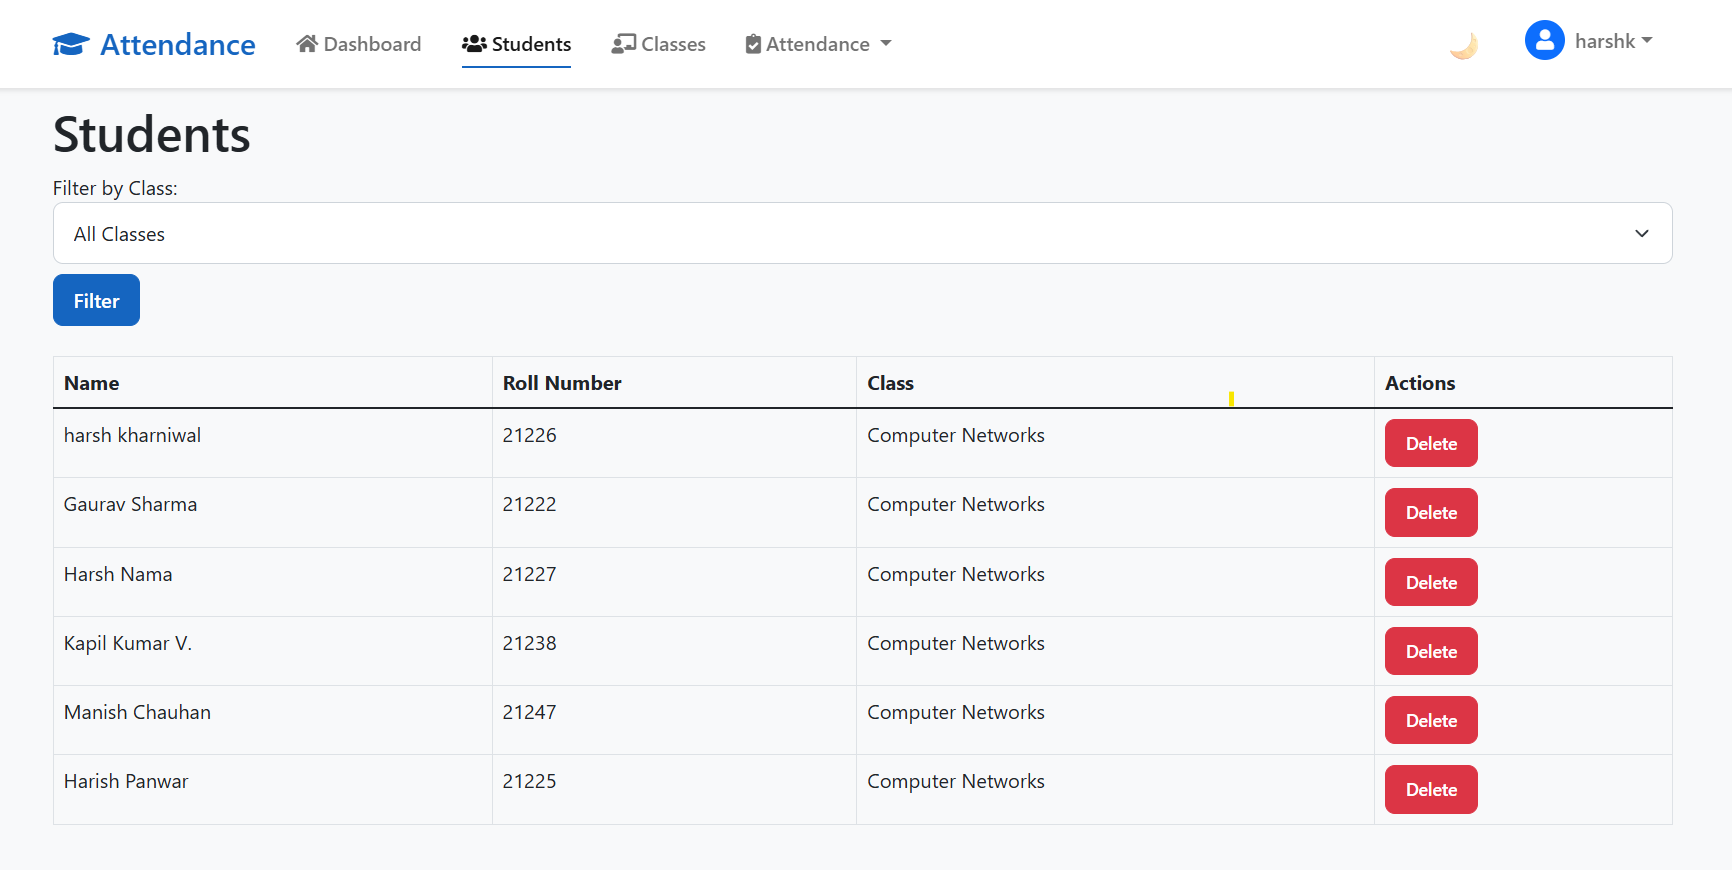 Attendance Dashboard Students Classes Attendance harshk
Students
Filter by Class:
All Classes
Filter
Name Roll Number Class Actions
harsh kharniwal 21226 Computer Networks Delete
Gaurav Sharma 21222 Computer Networks Delete
Harsh Nama 21227 Computer Networks Delete
Kapil Kumar V. 21238 Computer Networks Delete
Manish Chauhan 21247 Computer Networks Delete
Harish Panwar 21225 Computer Networks Delete